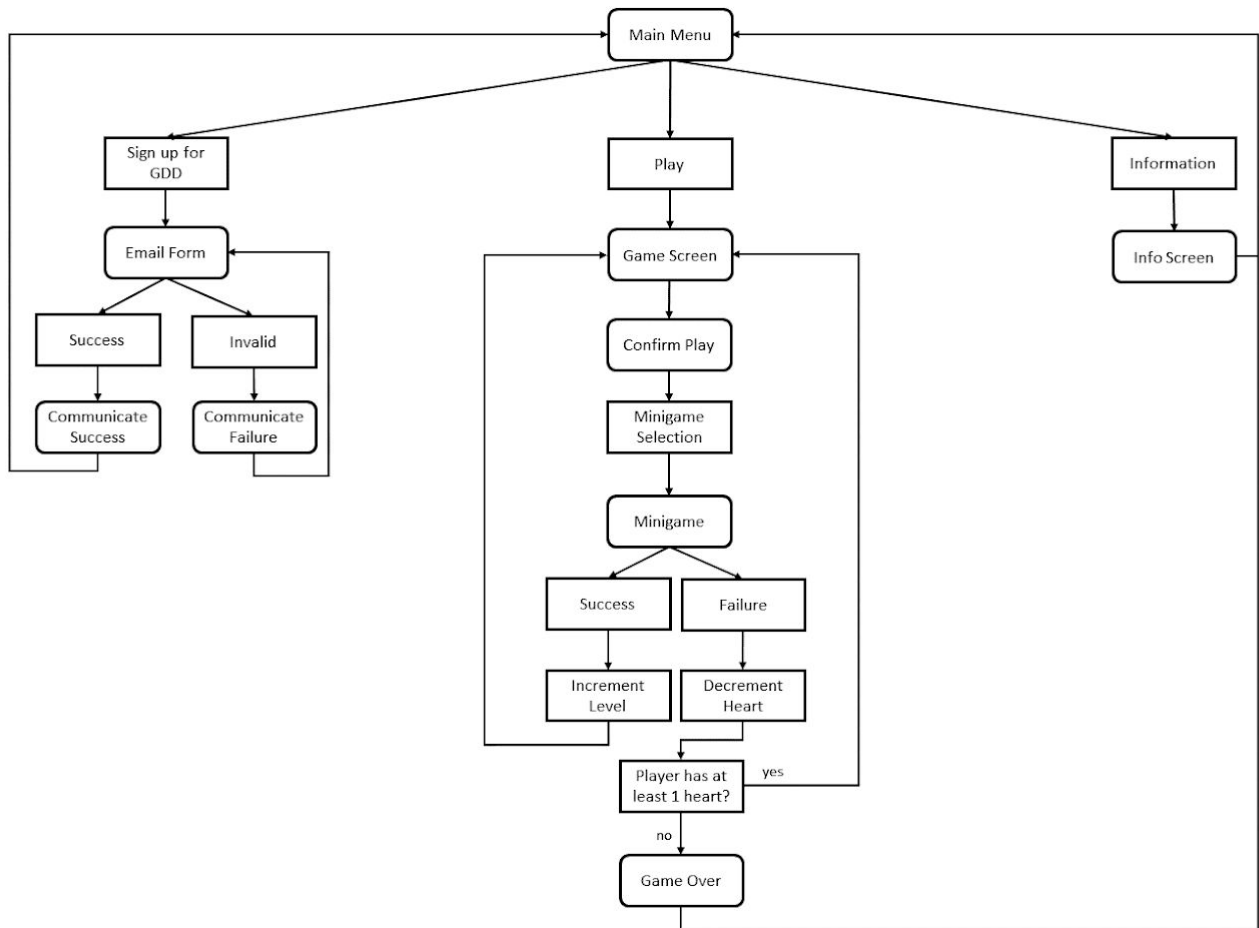 Main Menu
Sign up for
GDD
Play
Information
Email Form
Game Screen
Info Screen
Success
Invalid
Confirm Play
Communicate
Success
Communicate
Failure
Minigame
Selection
Minigame
Success
Failure
Increment
Level
Decrement
Heart
Player has at
least 1 heart?
yes
no
Game Over